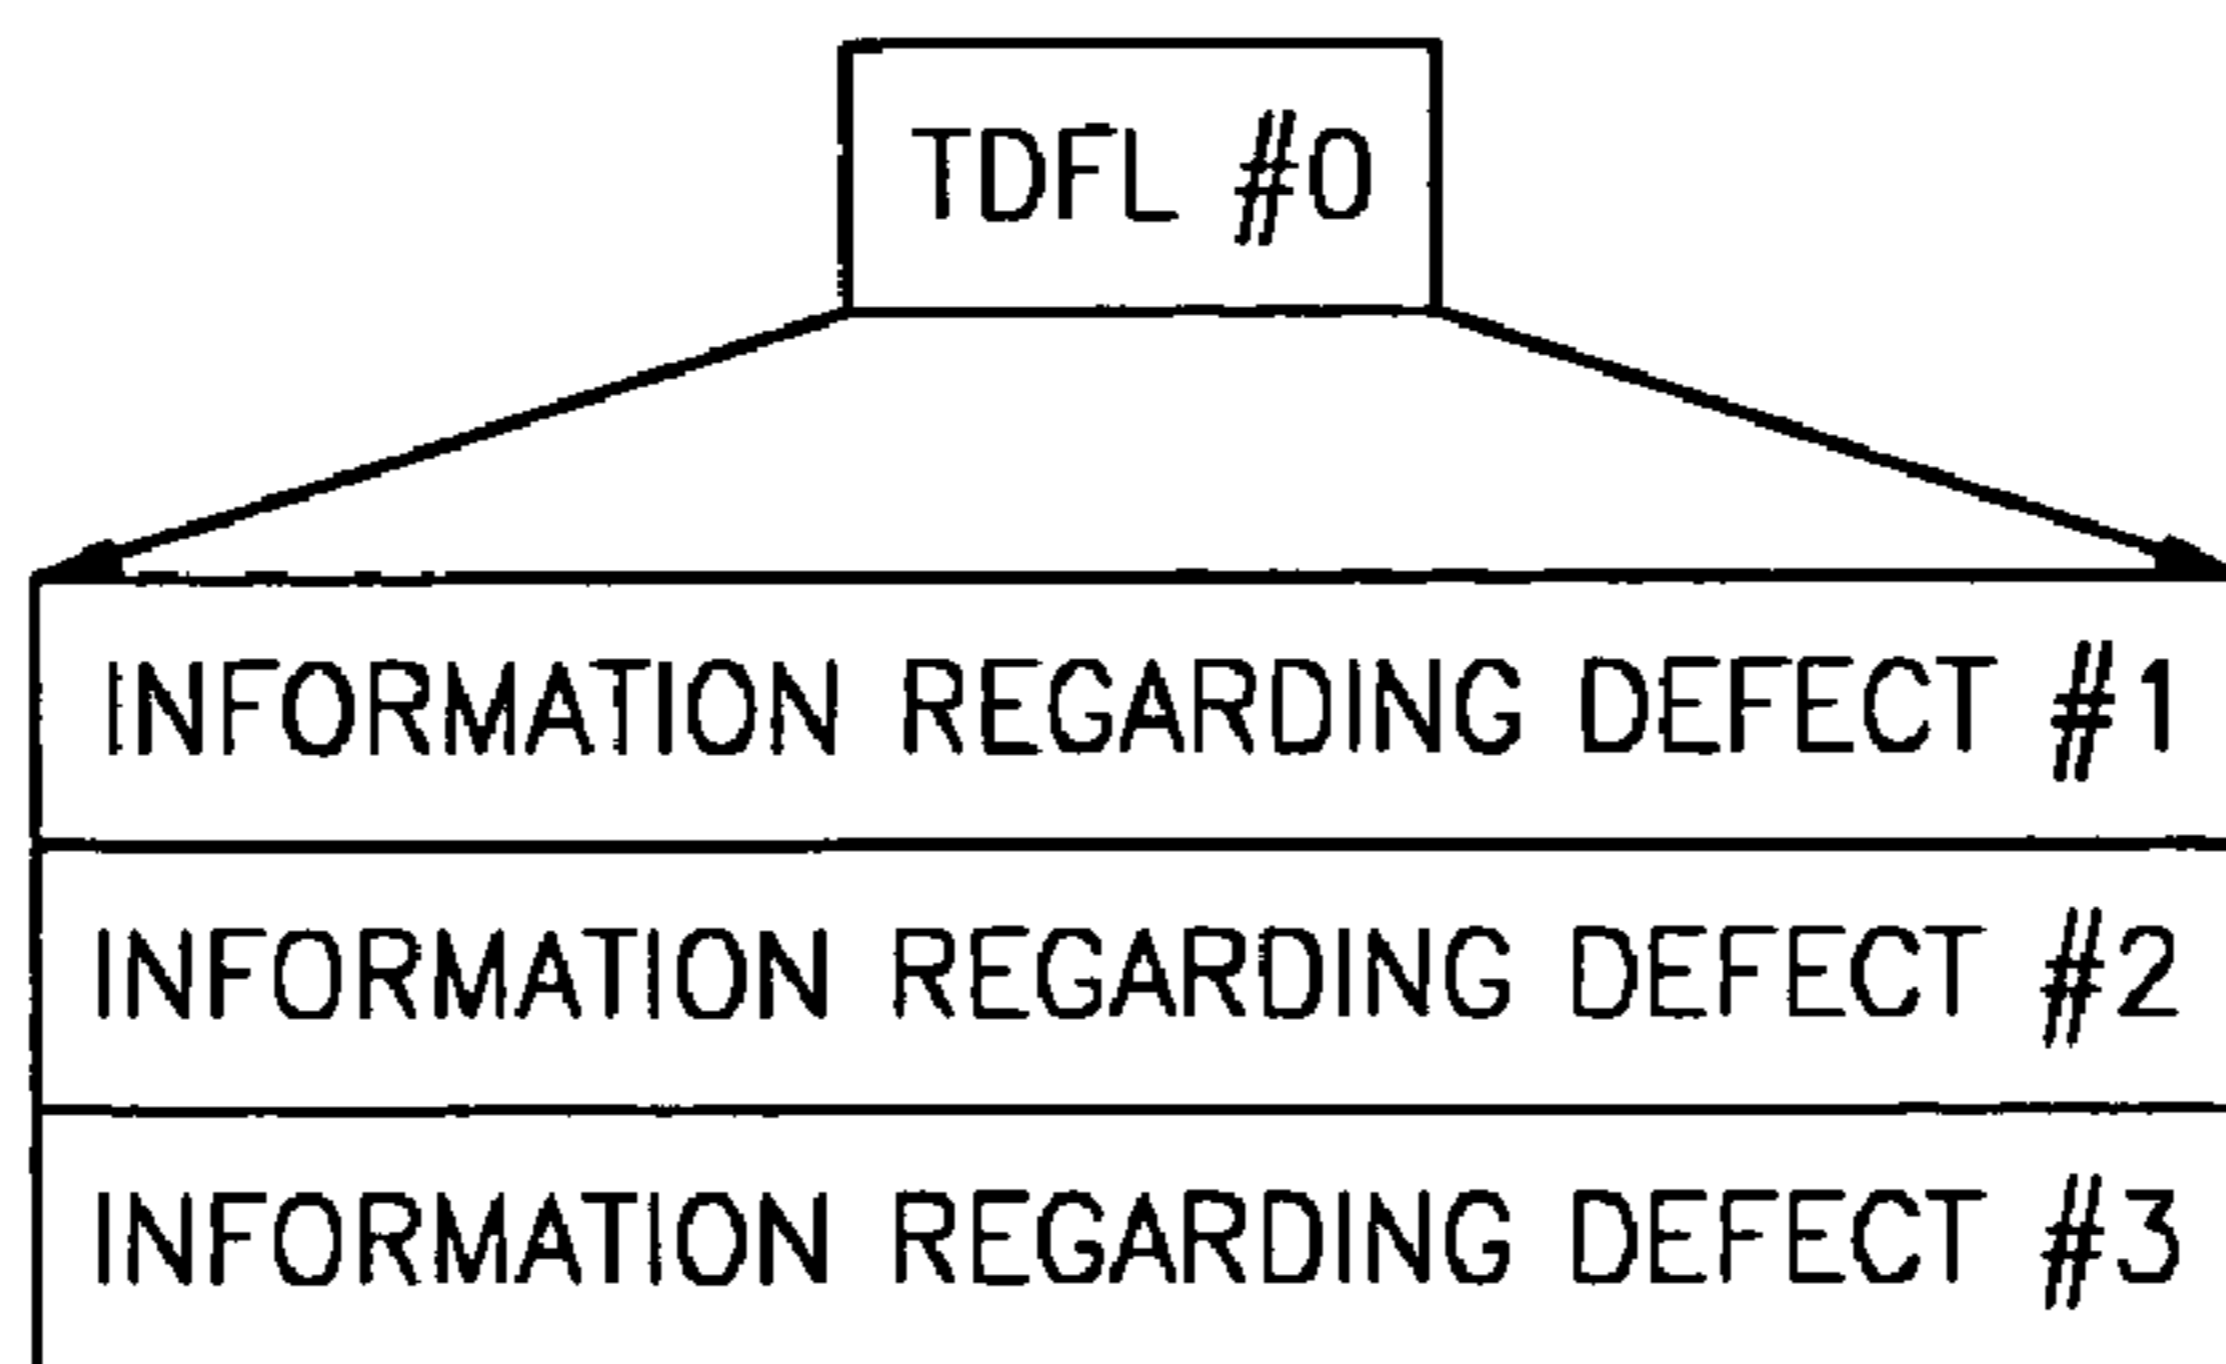 TDFL #0
INFORMATION REGARDING DEFECT #1
INFORMATION REGARDING DEFECT #2
INFORMATION REGARDING DEFECT #3